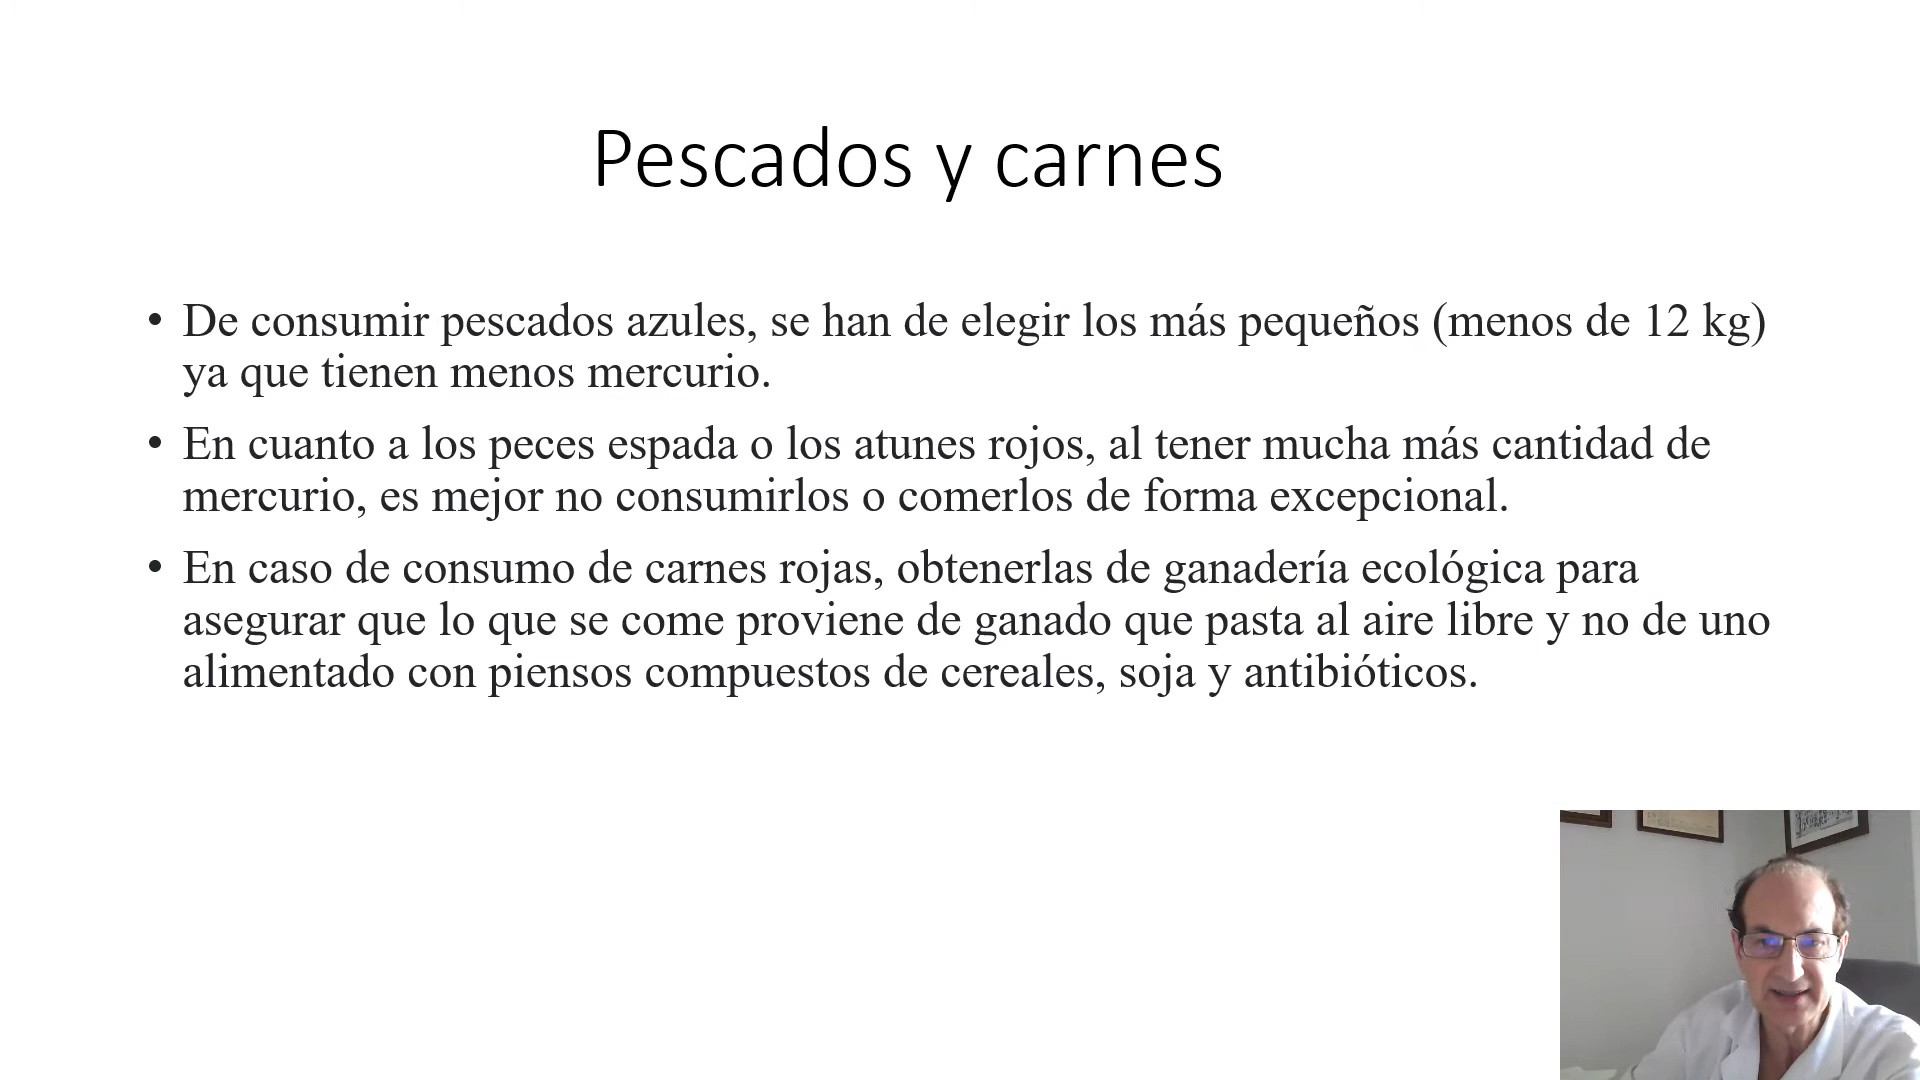 Pescados y carnes
• De consumir pescados azules, se han de elegir los más pequeños (menos de 12 kg)
ya que tienen menos mercurio.
• En cuanto a los peces espada o los atunes rojos, al tener mucha más cantidad de
mercurio, es mejor no consumirlos o comerlos de forma excepcional.
• En caso de consumo de carnes rojas, obtenerlas de ganadería ecológica para
asegurar que lo que se come proviene de ganado que pasta al aire libre y no de uno
alimentado con piensos compuestos de cereales, soja y antibióticos.